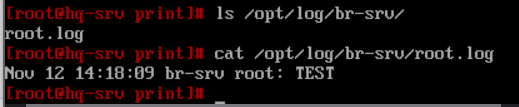 [root@hq-srv print]# ls /opt/log/br-srv/
root.log
[root@hq-srv print]# cat /opt/log/br-srv/root.log
Nov 12 14:18:09 br-srv root: TEST
[root@hq-srv print]# _